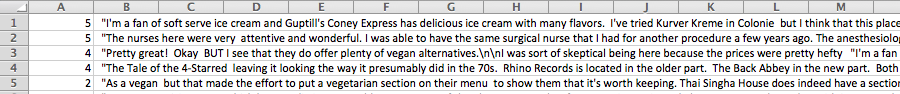 A B C D E F G H I J K L M
1 5 "I'm a fan of soft serve ice cream and Guptill's Coney Express has delicious ice cream with many flavors.  I've tried Kurver Kreme in Colonie  but I think that this place
2 5 "The nurses here were very  attentive and wonderful. I was able to have the same surgical nurse that I had for another procedure a few years ago. The anesthesiolo
3 4 "Pretty great!  Okay  BUT I see that they do offer plenty of vegan alternatives.\n\nI was sort of skeptical being here because the prices were pretty hefty  "I'm a fan
4 4 "The Tale of the 4-Starred  leaving it looking the way it presumably did in the 70s.  Rhino Records is located in the older part.  The Back Abbey in the new part.  Both
5 2 "As a vegan  but that made the effort to put a vegetarian section on their menu  to show them that it's worth keeping. Thai Singha House does indeed have a section